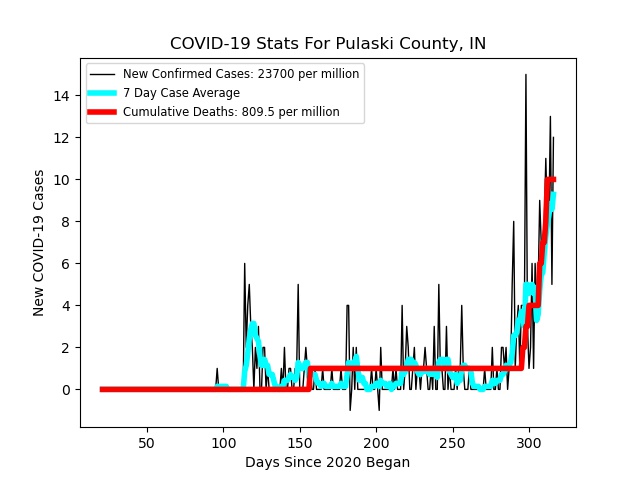 COVID-19 Stats For Pulaski County, IN
New Confirmed Cases: 23700 per million
7 Day Case Average
Cumulative Deaths: 809.5 per million
New COVID-19 Cases
14
12
10
8
6
4
2
0
50 100 150 200 250 300
Days Since 2020 Began